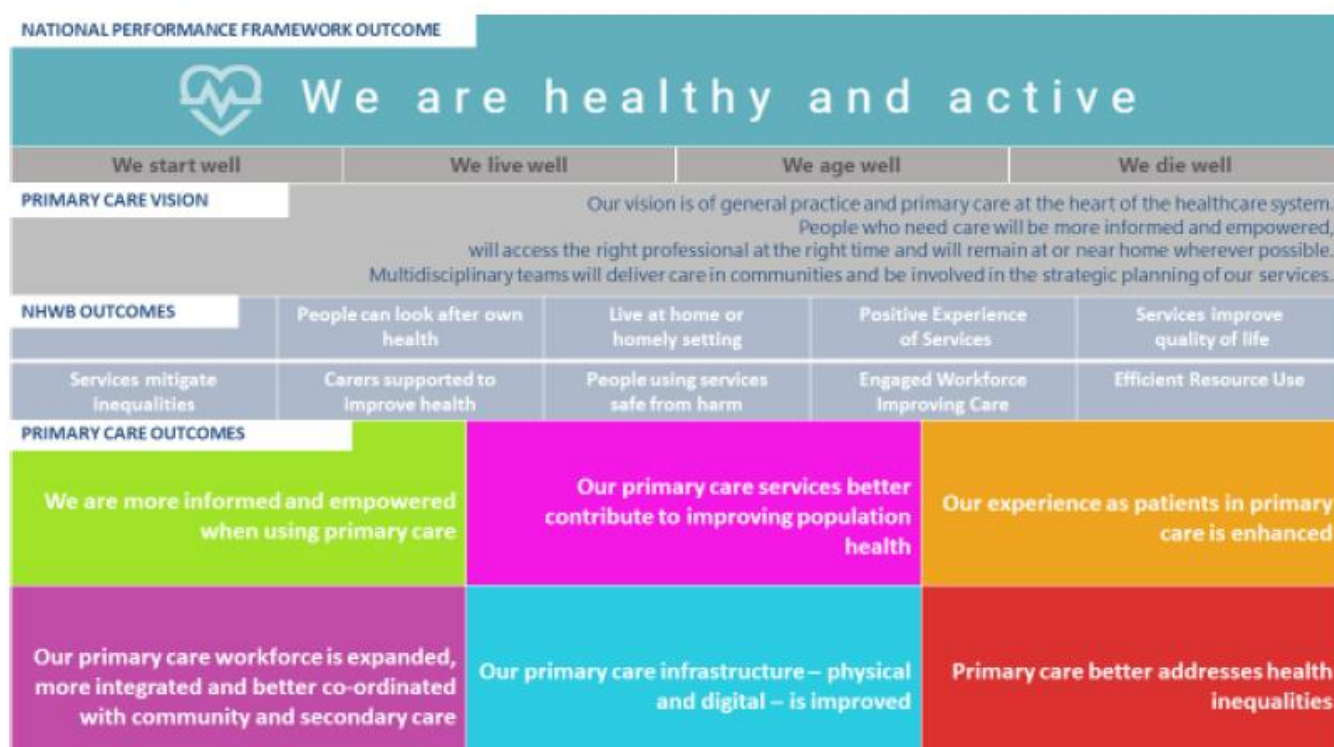 NATIONAL PERFORMANCE FRAMEWORK OUTCOME
We are healthy and active
We start well
We live well
We age well
We die well
PRIMARY CARE VISION
Our vision is of general practice and primary care at the heart of the healthcare system.
People who need care will be more informed and empowered,
will access the right professional at the right time and will remain at or near home wherever possible.
Multidisciplinary teams will deliver care in communities and be involved in the strategic planning of our services.
NHWB OUTCOMES
People can look after own
health
Live at home or
homely setting
Positive Experience
of Services
Services improve
quality of life
Services mitigate
inequalities
Carers supported to
improve health
People using services
safe from harm
Engaged Workforce
Improving Care
Efficient Resource Use
PRIMARY CARE OUTCOMES
We are more informed and empowered
when using primary care
Our primary care services better
contribute to improving population
health
Our experience as patients in primary
care is enhanced
Our primary care workforce is expanded,
more integrated and better co-ordinated
with community and secondary care
Our primary care infrastructure – physical
and digital – is improved
Primary care better addresses health
inequalities